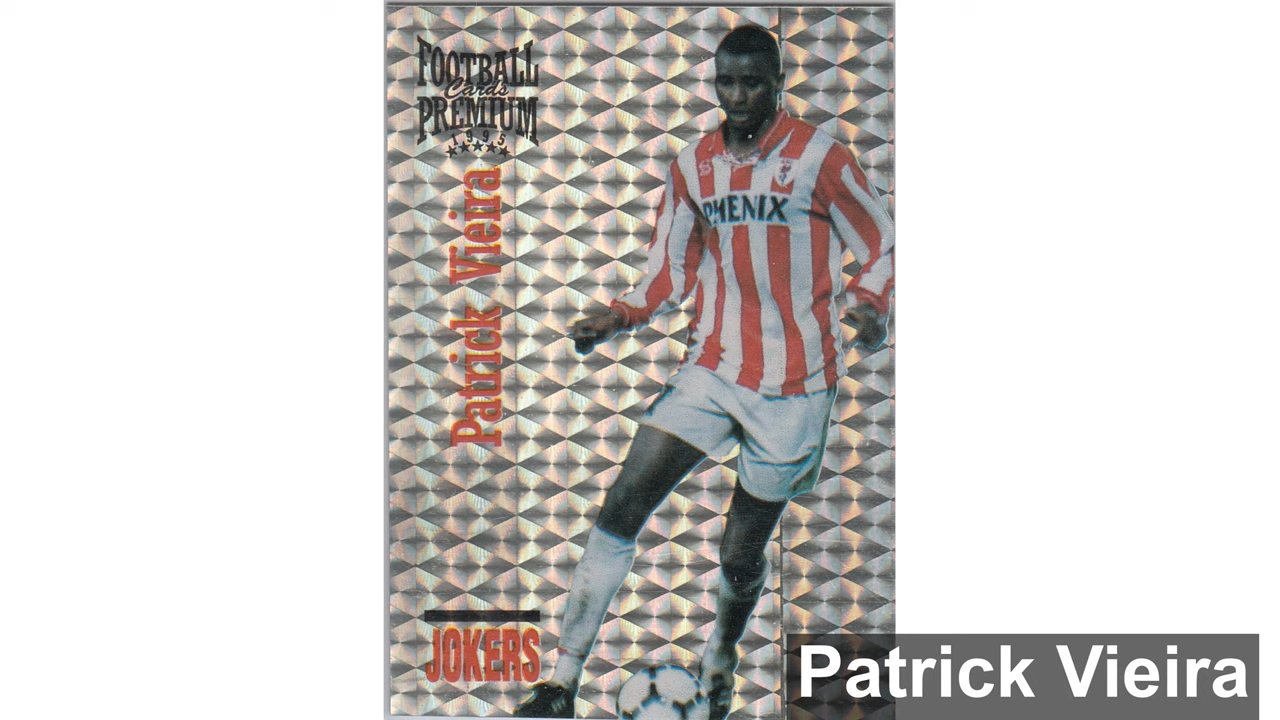 FOOTBALL
Cards
PREMIUM
1995
Patrick Vieira
PHENIX
JOKERS
Patrick Vieira